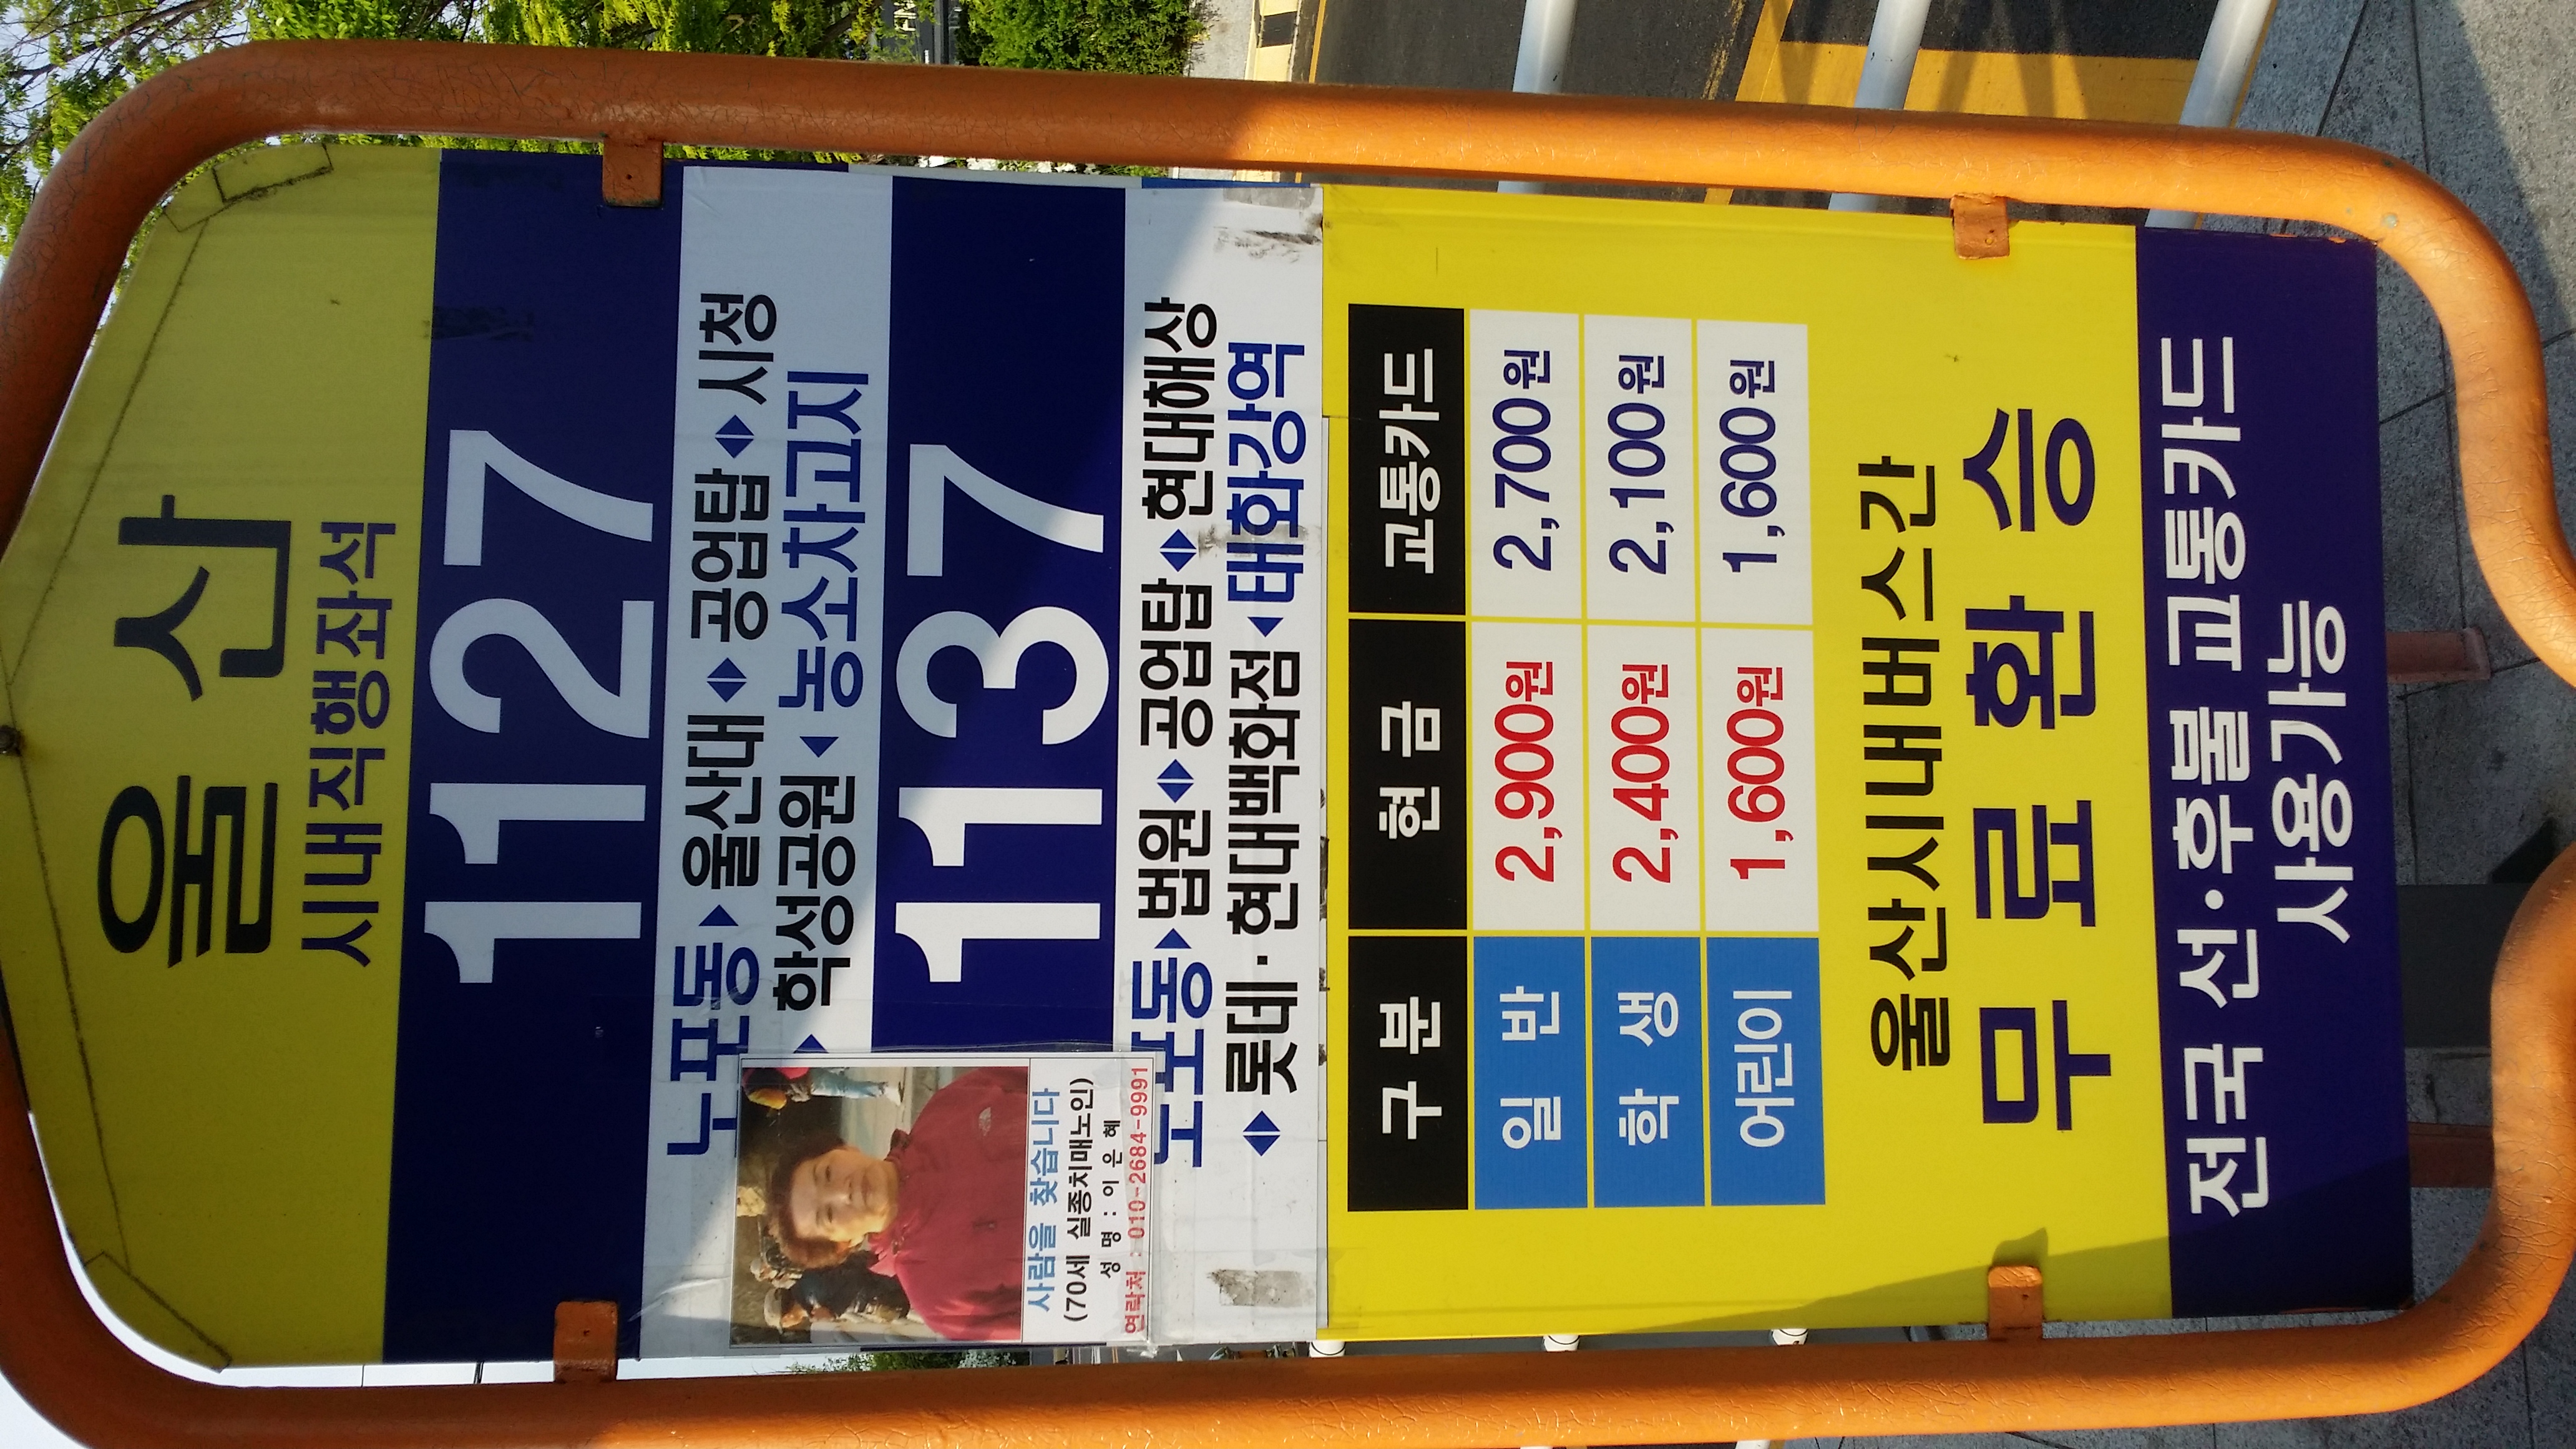 울산
시내직행좌석
1127
노포동◆울산대◆공업탑◆시청
◆학성공원◆농소차고지
1137
노포동◆법원◆공업탑◆현대해상
◆롯데·현대백화점◆태화강역
사람을 찾습니다
(70세 실종치매노인)
성 명 : 이 은 혜
연락처 : 010-2684-9991
구 분 현 금 교통카드
일 반 2,900원 2,700원
학 생 2,400원 2,100원
어린이 1,600원 1,600원
울산시내버스간
무 료 환 승
전국 선·후불 교통카드
사용가능